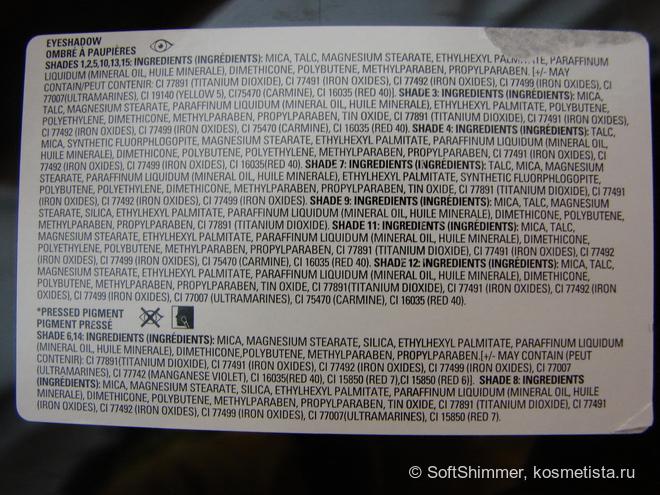 EYESHADOW
OMBRÉ À PAUPIÈRES
SHADES 1,2,5,10,13,15: INGREDIENTS (INGRÉDIENTS): MICA, TALC, MAGNESIUM STEARATE, ETHYLHEXYL PALMITATE, PARAFFINUM
LIQUIDUM (MINERAL OIL, HUILE MINERALE), DIMETHICONE, POLYBUTENE, METHYLPARABEN, PROPYLPARABEN. [+/- MAY
CONTAIN/PEUT CONTENIR: CI 77891 (TITANIUM DIOXIDE), CI 77491 (IRON OXIDES), CI 77492 (IRON OXIDES), CI 77499 (IRON OXIDES), CI
77007(ULTRAMARINES), CI 19140 (YELLOW 5), CI75470 (CARMINE), CI 16035 (RED 40)]. SHADE 3: INGREDIENTS (INGRÉDIENTS): MICA,
TALC, MAGNESIUM STEARATE, PARAFFINUM LIQUIDUM (MINERAL OIL, HUILE MINERALE), ETHYLHEXYL PALMITATE, POLYBUTENE,
POLYETHYLENE, DIMETHICONE, METHYLPARABEN, PROPYLPARABEN, TIN OXIDE, CI 77891 (TITANIUM DIOXIDE), CI 77491 (IRON OXIDES),
CI 77492 (IRON OXIDES), CI 77499 (IRON OXIDES), CI 75470 (CARMINE), CI 16035 (RED 40). SHADE 4: INGREDIENTS (INGRÉDIENTS): TALC,
MICA, SYNTHETIC FLUORPHLOGOPITE, MAGNESIUM STEARATE, ETHYLHEXYL PALMITATE, PARAFFINUM LIQUIDUM (MINERAL OIL,
HUILE MINERALE), DIMETHICONE, POLYBUTENE, POLYETHYLENE, METHYLPARABEN, PROPYLPARABEN, CI 77491 (IRON OXIDES), CI
77492 (IRON OXIDES), CI 77499 (IRON OXIDES), CI 16035(RED 40). SHADE 7: INGREDIENTS (INGRÉDIENTS): TALC, MICA, MAGNESIUM
STEARATE, PARAFFINUM LIQUIDUM (MINERAL OIL, HUILE MINERALE), ETHYLHEXYL PALMITATE, SYNTHETIC FLUORPHLOGOPITE,
POLYBUTENE, POLYETHYLENE, DIMETHICONE, METHYLPARABEN, PROPYLPARABEN, TIN OXIDE, CI 77891 (TITANIUM DIOXIDE), CI 77491
(IRON OXIDES), CI 77492 (IRON OXIDES), CI 77499 (IRON OXIDES). SHADE 9: INGREDIENTS (INGRÉDIENTS): MICA, TALC, MAGNESIUM
STEARATE, SILICA, ETHYLHEXYL PALMITATE, PARAFFINUM LIQUIDUM (MINERAL OIL, HUILE MINERALE), DIMETHICONE, POLYBUTENE,
METHYLPARABEN, PROPYLPARABEN, CI 77891 (TITANIUM DIOXIDE). SHADE 11: INGREDIENTS (INGRÉDIENTS): MICA, TALC,
MAGNESIUM STEARATE, ETHYLHEXYL PALMITATE, PARAFFINUM LIQUIDUM (MINERAL OIL, HUILE MINERALE), DIMETHICONE,
POLYETHYLENE, POLYBUTENE, METHYLPARABEN, PROPYLPARABEN, CI 77891 (TITANIUM DIOXIDE), CI 77491 (IRON OXIDES), CI 77492
(IRON OXIDES), CI 77499 (IRON OXIDES), CI 75470 (CARMINE), CI 16035 (RED 40). SHADE 12: INGREDIENTS (INGRÉDIENTS): MICA, TALC,
MAGNESIUM STEARATE, ETHYLHEXYL PALMITATE, PARAFFINUM LIQUIDUM (MINERAL OIL, HUILE MINERALE), DIMETHICONE,
POLYBUTENE, METHYLPARABEN, PROPYLPARABEN, TIN OXIDE, CI 77891 (TITANIUM DIOXIDE), CI 77491 (IRON OXIDES), CI 77492 (IRON
OXIDES), CI 77499 (IRON OXIDES), CI 77007 (ULTRAMARINES), CI 75470 (CARMINE), CI 16035 (RED 40).
*PRESSED PIGMENT
PIGMENT PRESSÉ
SHADE 6,14: INGREDIENTS (INGRÉDIENTS): MICA, MAGNESIUM STEARATE, SILICA, ETHYLHEXYL PALMITATE, PARAFFINUM LIQUIDUM
(MINERAL OIL, HUILE MINERALE), DIMETHICONE,POLYBUTENE, METHYLPARABEN, PROPYLPARABEN.[+/- MAY CONTAIN (PEUT
CONTENIR): CI 77891(TITANIUM DIOXIDE), CI 77491 (IRON OXIDES), CI 77492 (IRON OXIDES), CI 77499 (IRON OXIDES), CI 77007
(ULTRAMARINES), CI 77742 (MANGANESE VIOLET), CI 16035(RED 40), CI 15850 (RED 7),CI 15850 (RED 6)]. SHADE 8: INGREDIENTS
(INGRÉDIENTS): MICA, MAGNESIUM STEARATE, SILICA, ETHYLHEXYL PALMITATE, PARAFFINUM LIQUIDUM (MINERAL OIL, HUILE
MINERALE), DIMETHICONE, POLYBUTENE, METHYLPARABEN, PROPYLPARABEN, TIN OXIDE, CI 77891 (TITANIUM DIOXIDE), CI 77491
(IRON OXIDES), CI 77492 (IRON OXIDES), CI 77499 (IRON OXIDES), CI 77007(ULTRAMARINES), CI 15850 (RED 7).
© SoftShimmer, kosmetista.ru